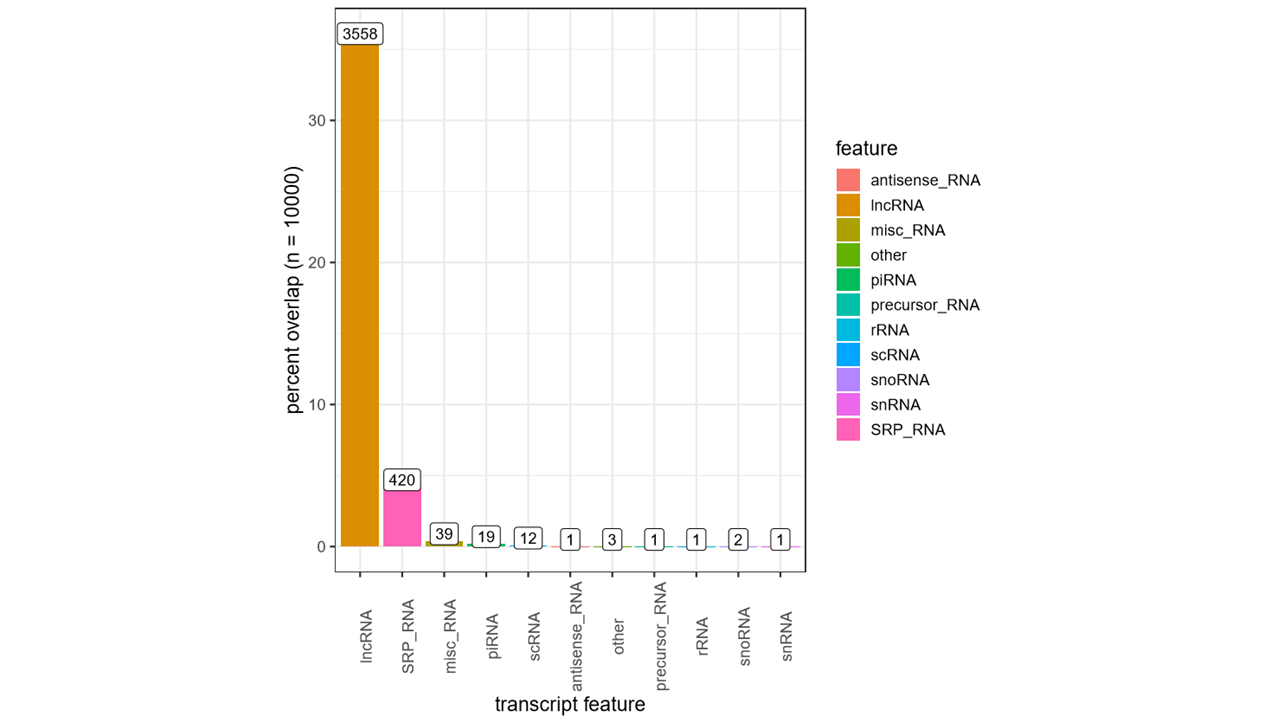 3558
420
39
19
12
1
3
1
1
2
1
30
20
10
0
percent overlap (n = 10000)
lncRNA
SRP_RNA
misc_RNA
piRNA
scRNA
antisense_RNA
other
precursor_RNA
rRNA
snoRNA
snRNA
transcript feature
feature
antisense_RNA
lncRNA
misc_RNA
other
piRNA
precursor_RNA
rRNA
scRNA
snoRNA
snRNA
SRP_RNA